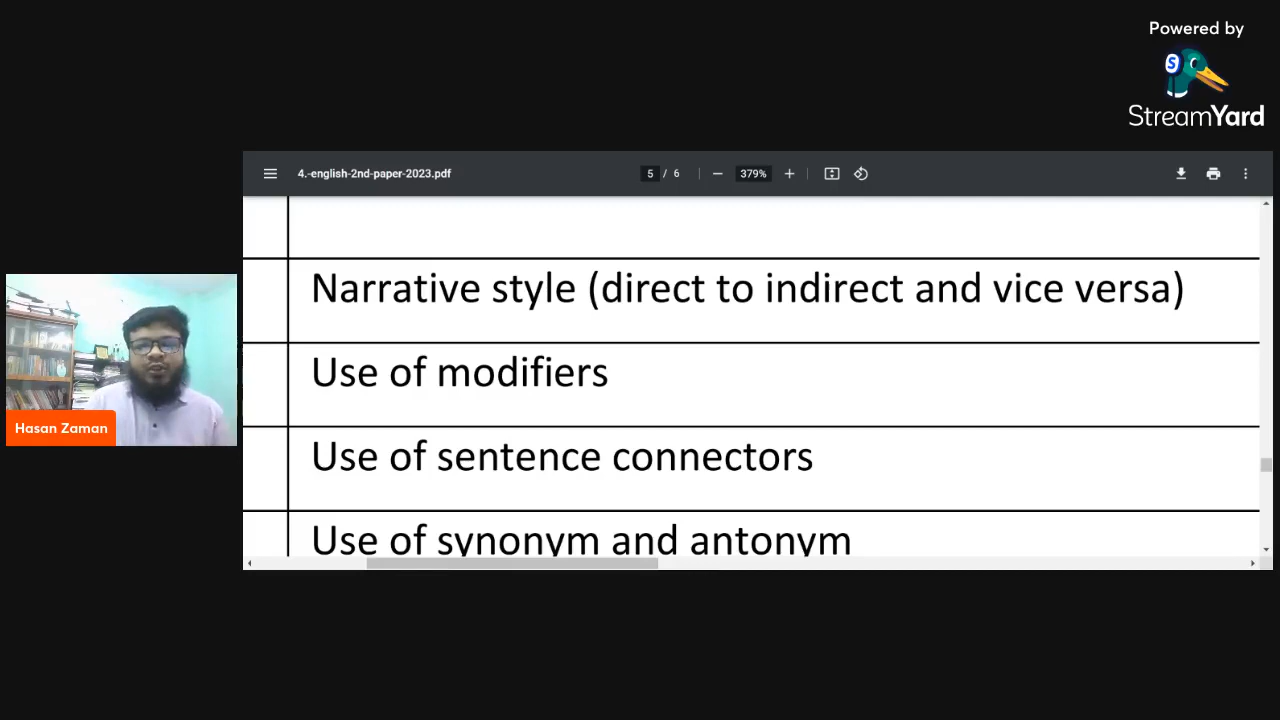 Powered by
StreamYard
4.-english-2nd-paper-2023.pdf
5 / 6
379%
Narrative style (direct to indirect and vice versa)
Use of modifiers
Use of sentence connectors
Use of synonym and antonym
Hasan Zaman